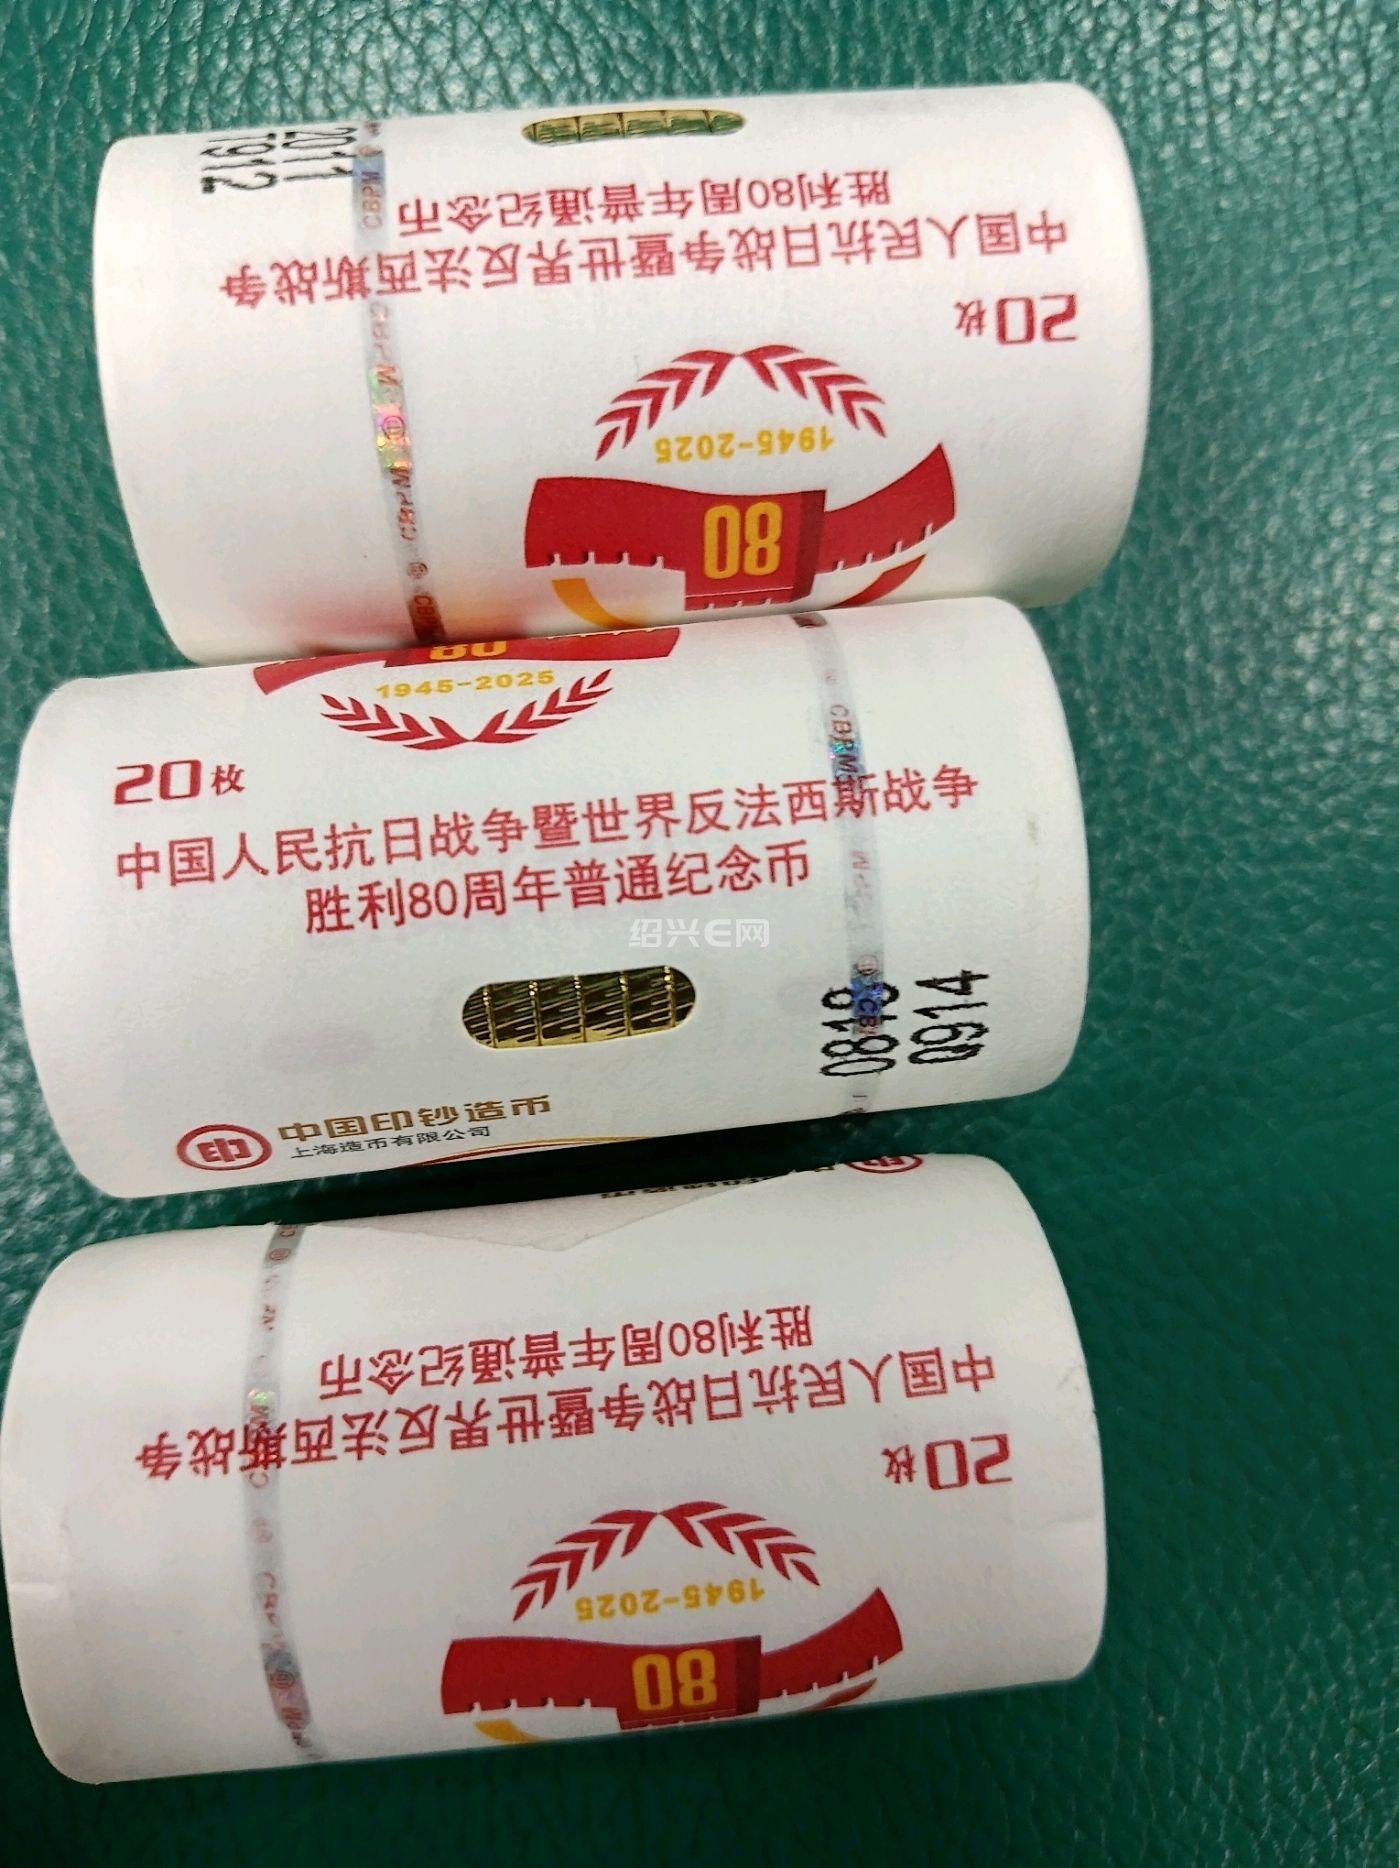 2011
1912
胜利80周年普通纪念币
中国人民抗日战争暨世界反法西斯战争
20枚
1945-2025
80
CBPM
CBPM
80
1945-2025
20枚
中国人民抗日战争暨世界反法西斯战争
胜利80周年普通纪念币
CBPM
绍兴E网
0818
0914
中国印钞造币
上海造币有限公司
中国人民抗日战争暨世界反法西斯战争
胜利80周年普通纪念币
20枚
1945-2025
80